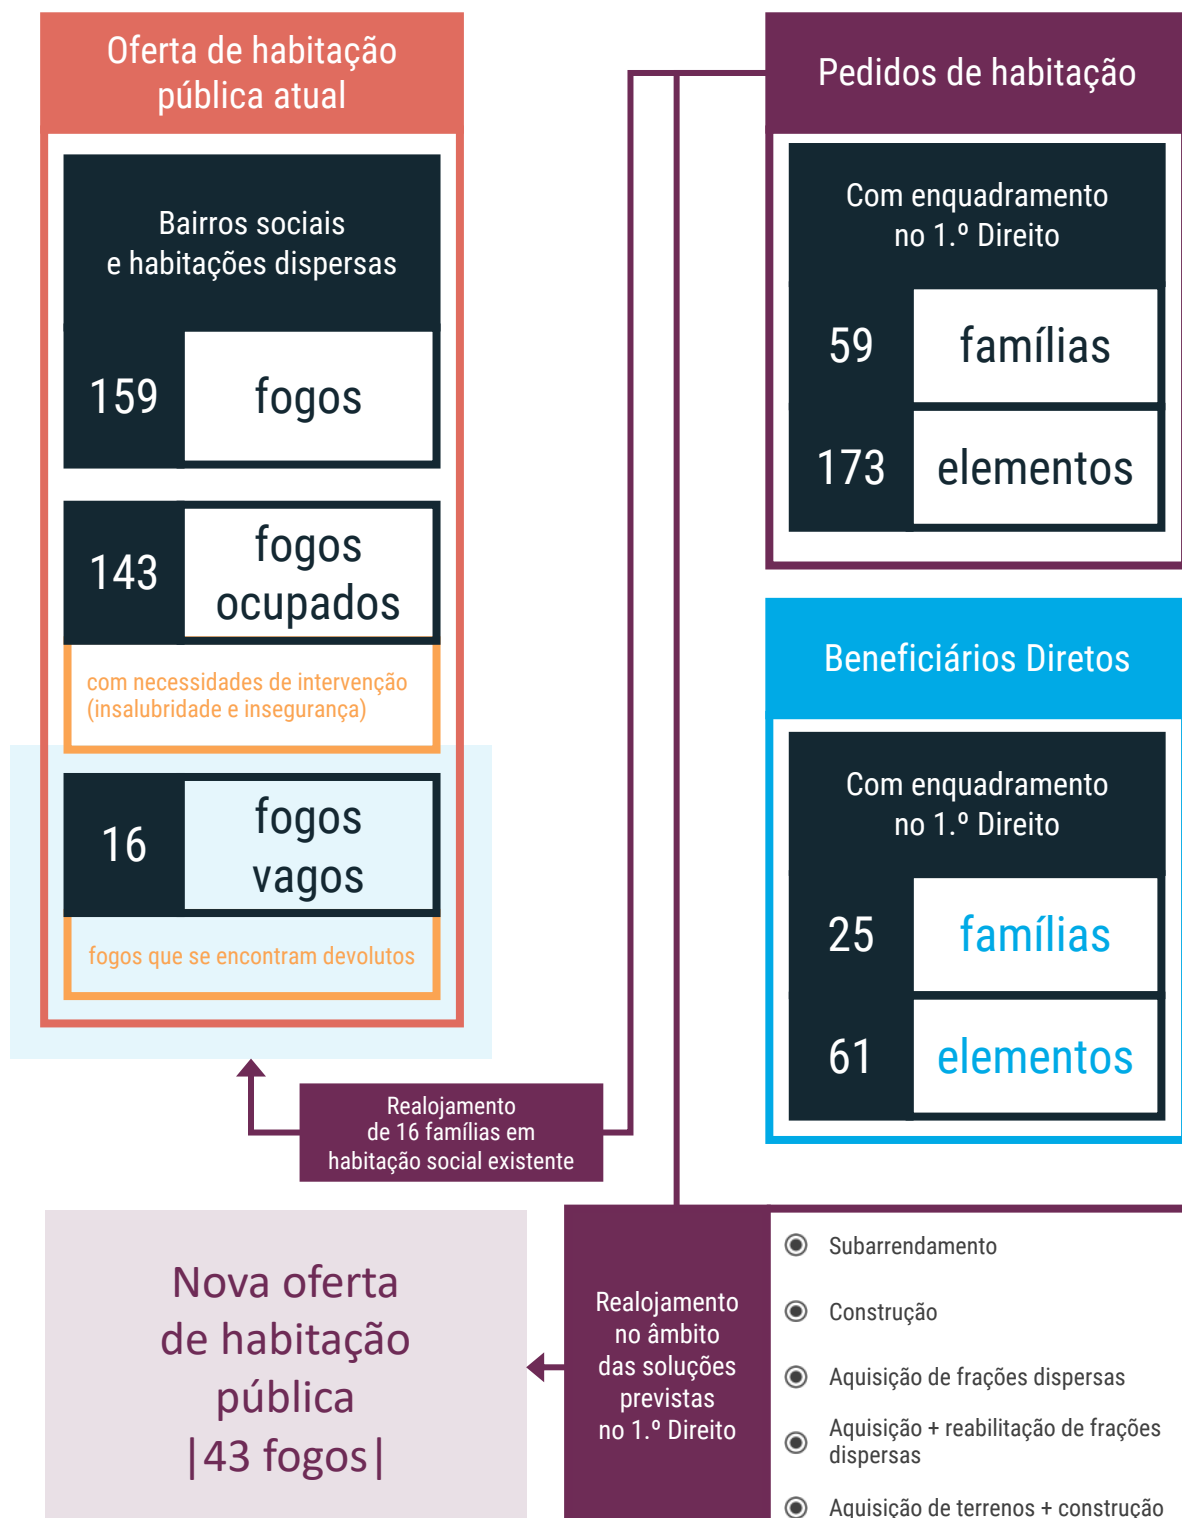 Oferta de habitação
pública atual
Bairros sociais
e habitações dispersas
159
fogos
143
fogos
ocupados
com necessidades de intervenção
(insalubridade e insegurança)
16
fogos
vagos
fogos que se encontram devolutos
Pedidos de habitação
Com enquadramento
no 1.º Direito
59
famílias
173
elementos
Beneficiários Diretos
Com enquadramento
no 1.º Direito
25
famílias
61
elementos
Realojamento
de 16 famílias em
habitação social existente
Nova oferta
de habitação
pública
|43 fogos|
Realojamento
no âmbito
das soluções
previstas
no 1.º Direito
Subarrendamento
Construção
Aquisição de frações dispersas
Aquisição + reabilitação de frações
dispersas
Aquisição de terrenos + construção